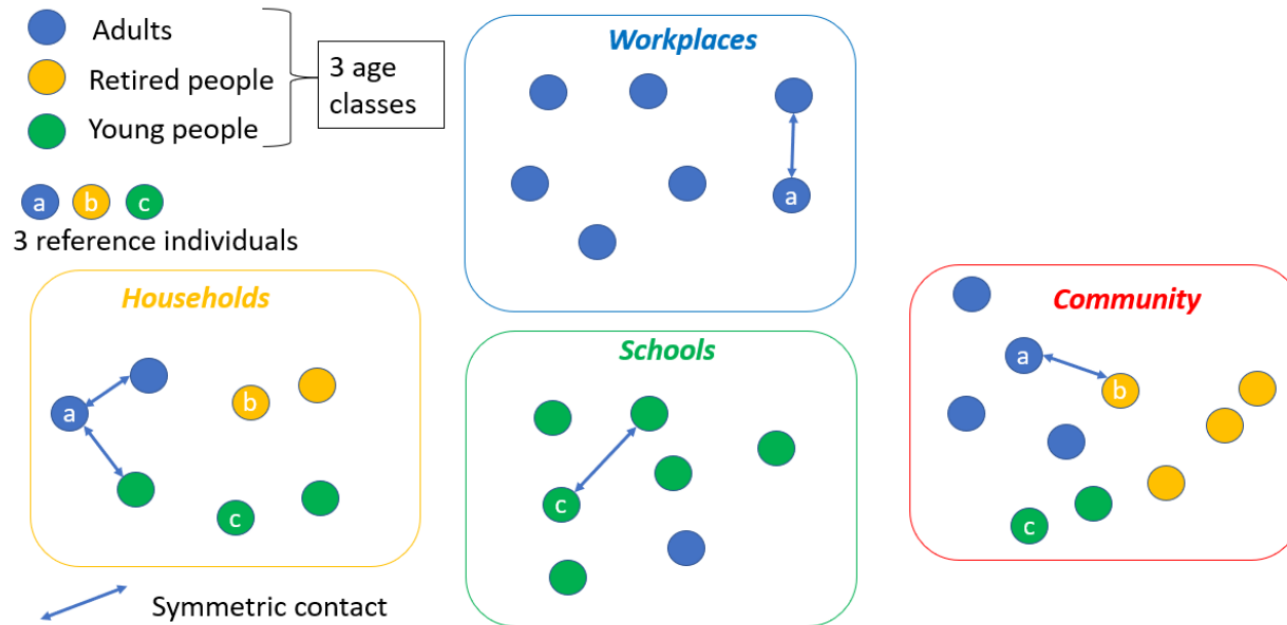 Adults
Retired people
Young people
3 age
classes
a b c
3 reference individuals
Workplaces
a
Households
a
b
c
Schools
c
Community
a
b
c
Symmetric contact